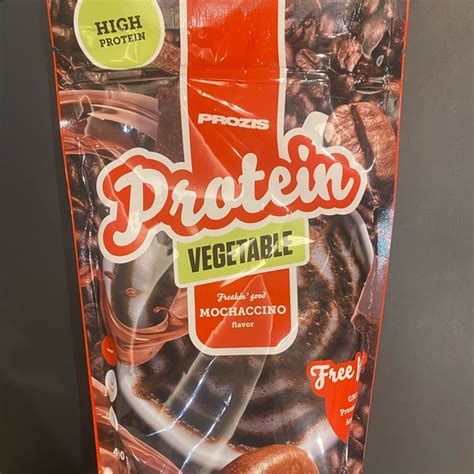 HIGH
PROTEIN
PROZIS
Protein
VEGETABLE
Freakin' good
MOCHACCINO
flavor
Free